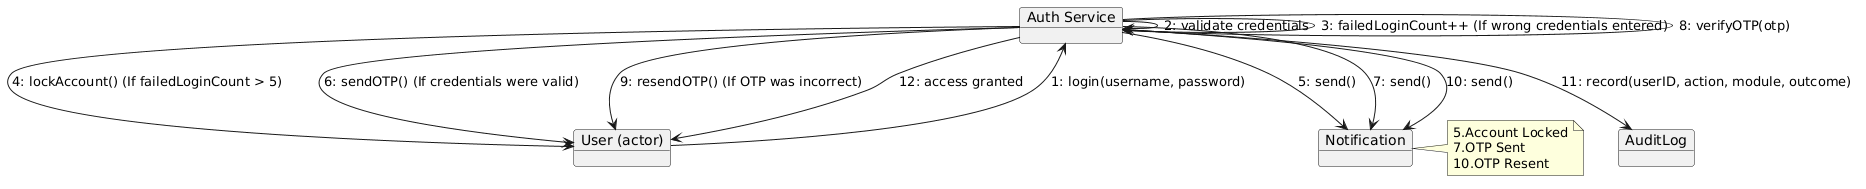 Auth Service
2: validate credentials
3: failedLoginCount++ (If wrong credentials entered)
8: verifyOTP(otp)
4: lockAccount() (If failedLoginCount > 5)
6: sendOTP() (If credentials were valid)
9: resendOTP() (If OTP was incorrect)
12: access granted
1: login(username, password)
5: send()
7: send()
10: send()
11: record(userID, action, module, outcome)
User (actor)
Notification
5.Account Locked
7.OTP Sent
10.OTP Resent
AuditLog